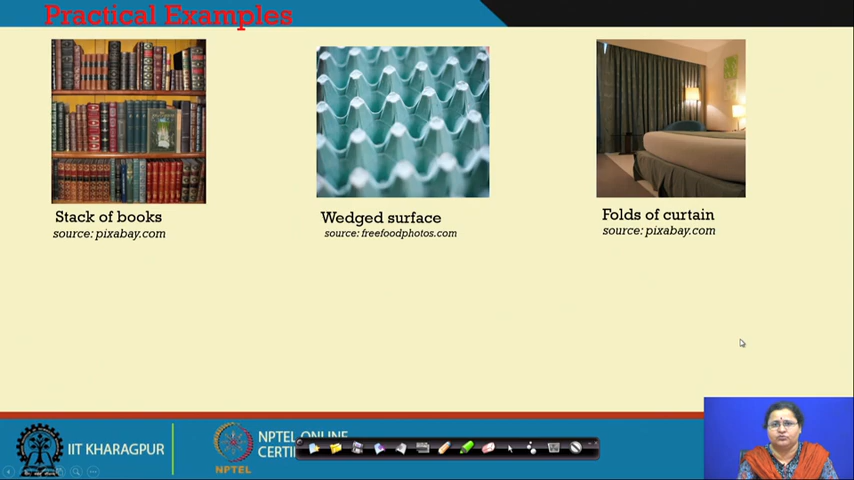 Practical Examples
Stack of books
source: pixabay.com
Wedged surface
source: freefoodphotos.com
Folds of curtain
source: pixabay.com
IIT KHARAGPUR
NPTEL
NPTEL ONLINE